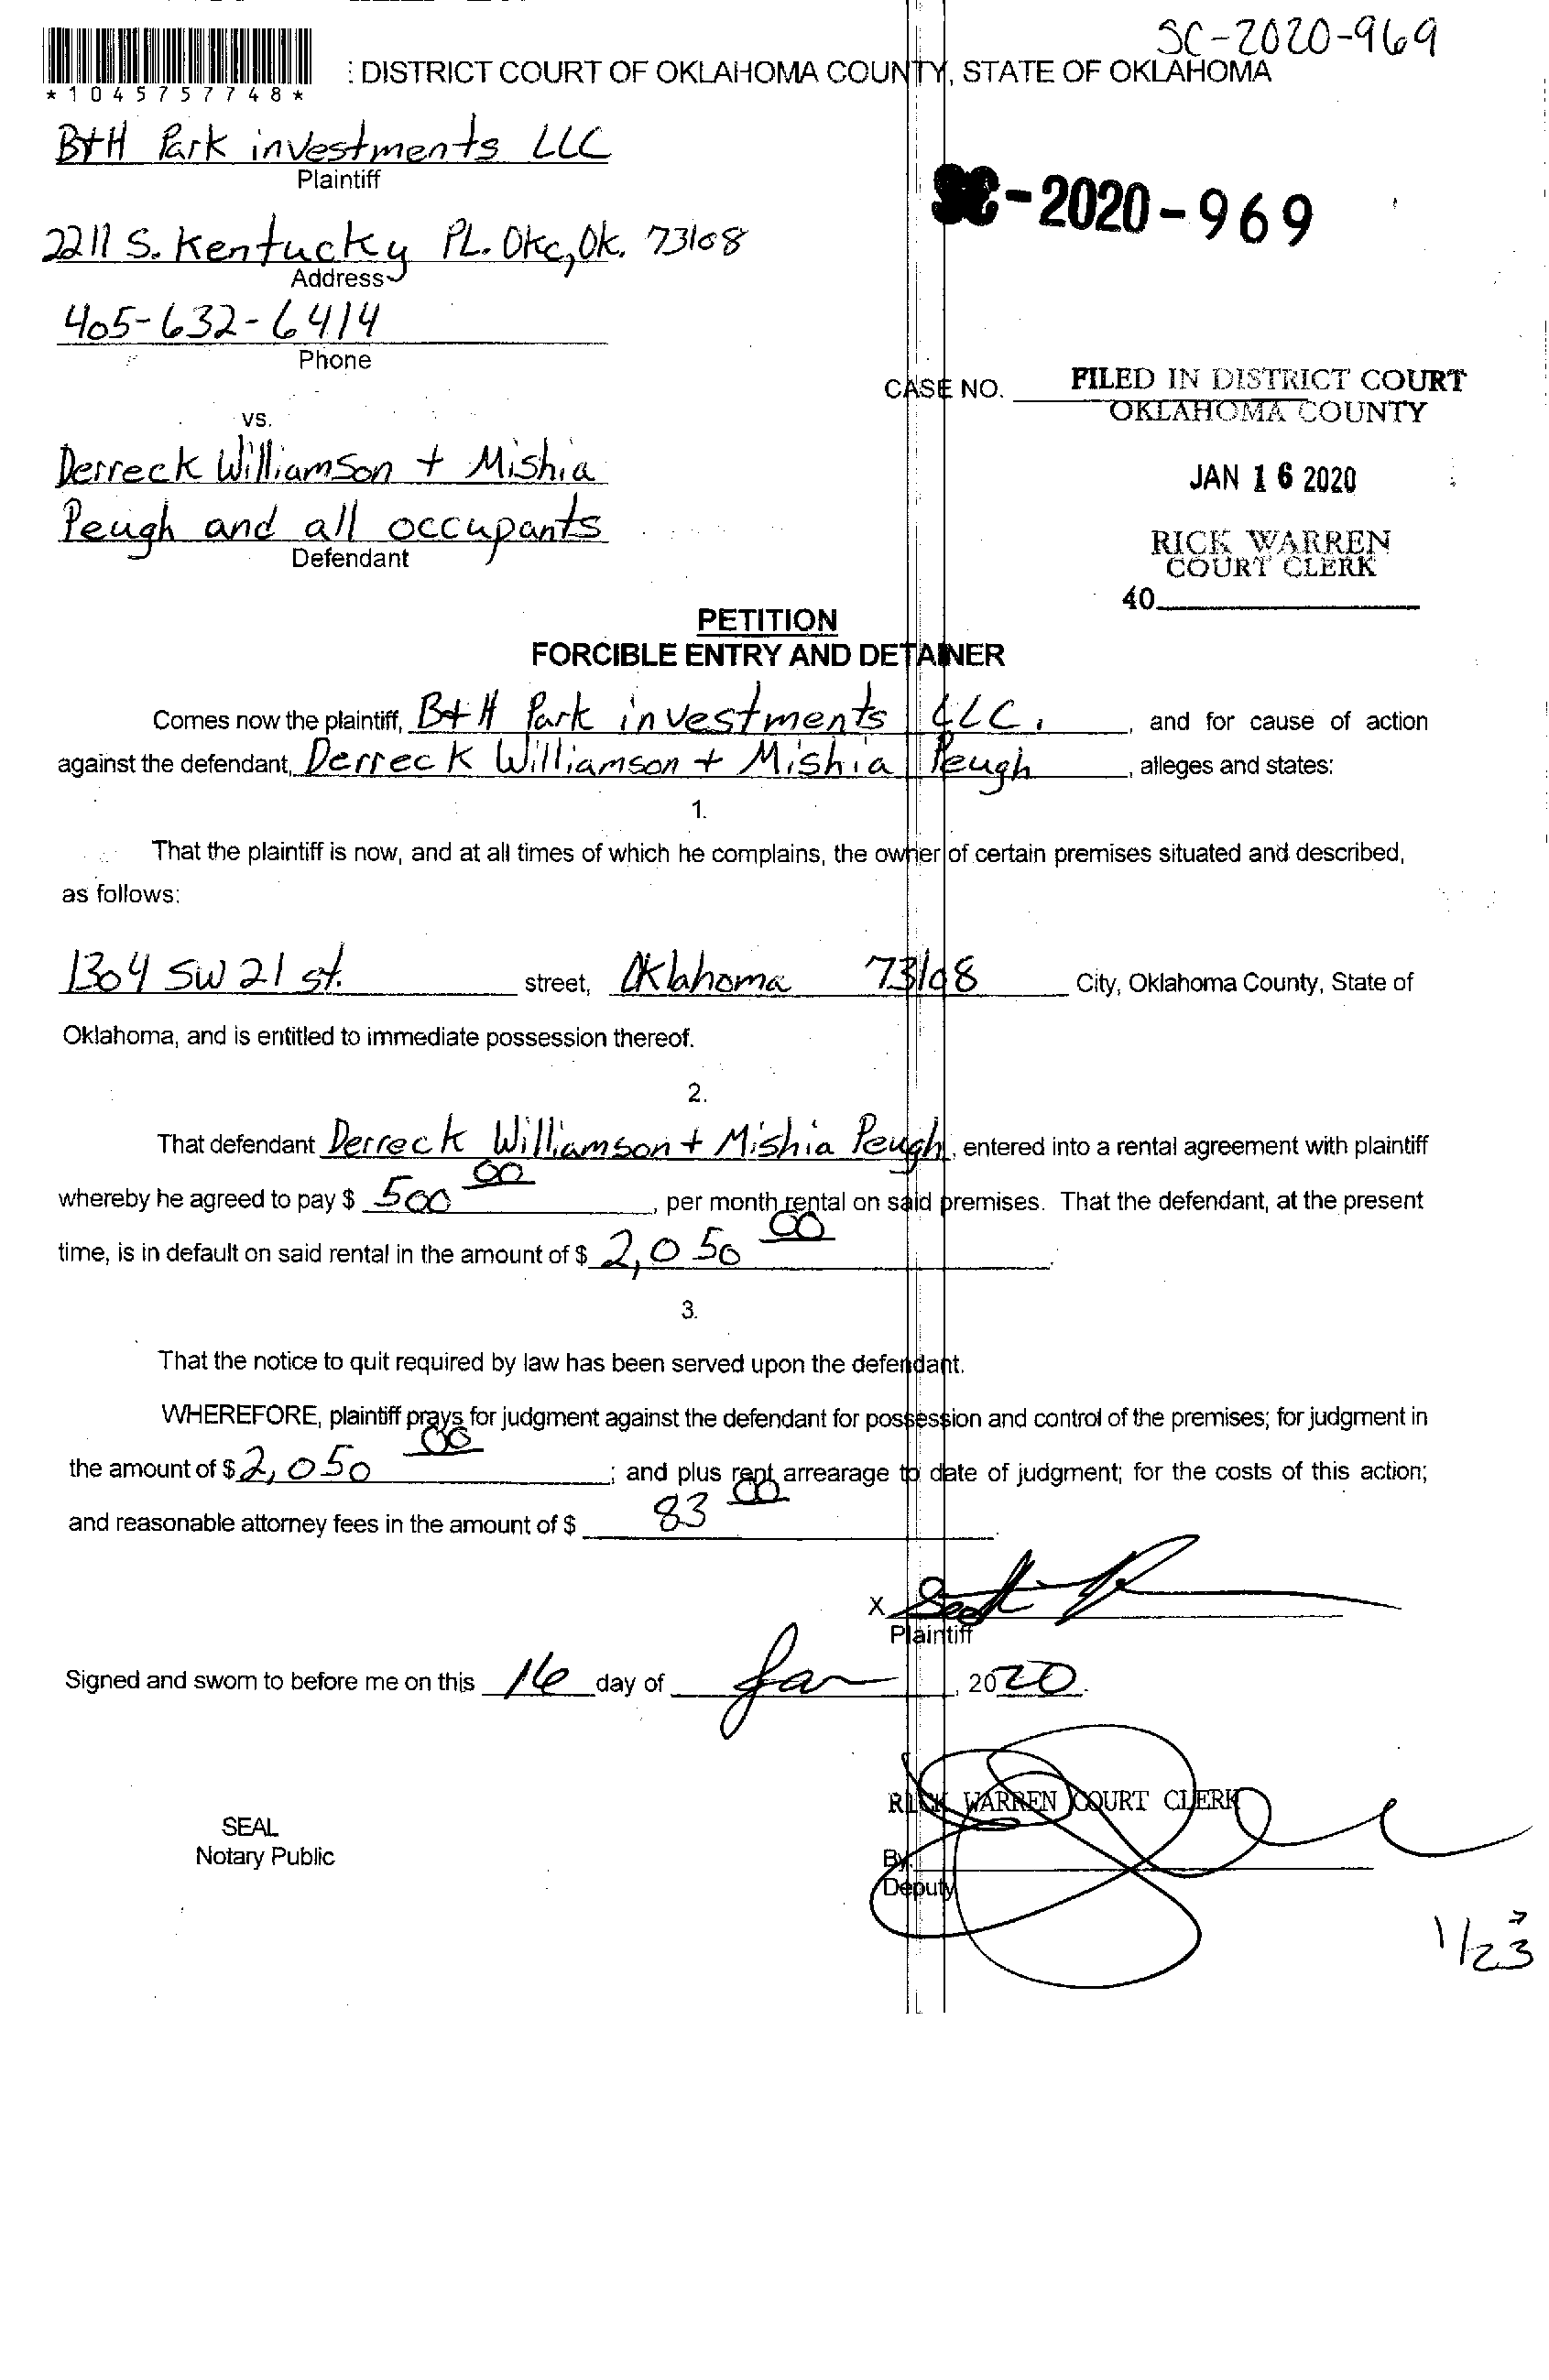 SC-2020-969
: DISTRICT COURT OF OKLAHOMA COUNTY, STATE OF OKLAHOMA
* 1 0 4 5 7 5 7 7 4 8 *
B+H Park investments LLC
Plaintiff
SC-2020-969
2211 S. Kentucky PL. Okc, Ok. 73108
Address
405-632-6414
Phone
CASE NO.
FILED IN DISTRICT COURT
OKLAHOMA COUNTY
vs.
Derreck Williamson + Mishia
JAN 16 2020
Peugh and all occupants
Defendant
RICK WARREN
COURT CLERK
40
PETITION
FORCIBLE ENTRY AND DETAINER
Comes now the plaintiff, B+H Park investments LLC, and for cause of action
against the defendant, Derreck Williamson + Mishia Peugh, alleges and states:
1.
That the plaintiff is now, and at all times of which he complains, the owner of certain premises situated and described,
as follows:
1304 SW 21 st. street, Oklahoma 73108 City, Oklahoma County, State of
Oklahoma, and is entitled to immediate possession thereof.
2.
That defendant Derreck Williamson + Mishia Peugh, entered into a rental agreement with plaintiff
whereby he agreed to pay $ 500 00, per month rental on said premises. That the defendant, at the present
time, is in default on said rental in the amount of $ 2,050 00.
3.
That the notice to quit required by law has been served upon the defendant.
WHEREFORE, plaintiff prays for judgment against the defendant for possession and control of the premises; for judgment in
the amount of $ 2,050 00; and plus rent arrearage to date of judgment; for the costs of this action;
and reasonable attorney fees in the amount of $ 83 00.
X
Plaintiff
Signed and sworn to before me on this 16 day of Jan, 2020.
RICK WARREN COURT CLERK
SEAL
Notary Public
By:
Deputy
1/23